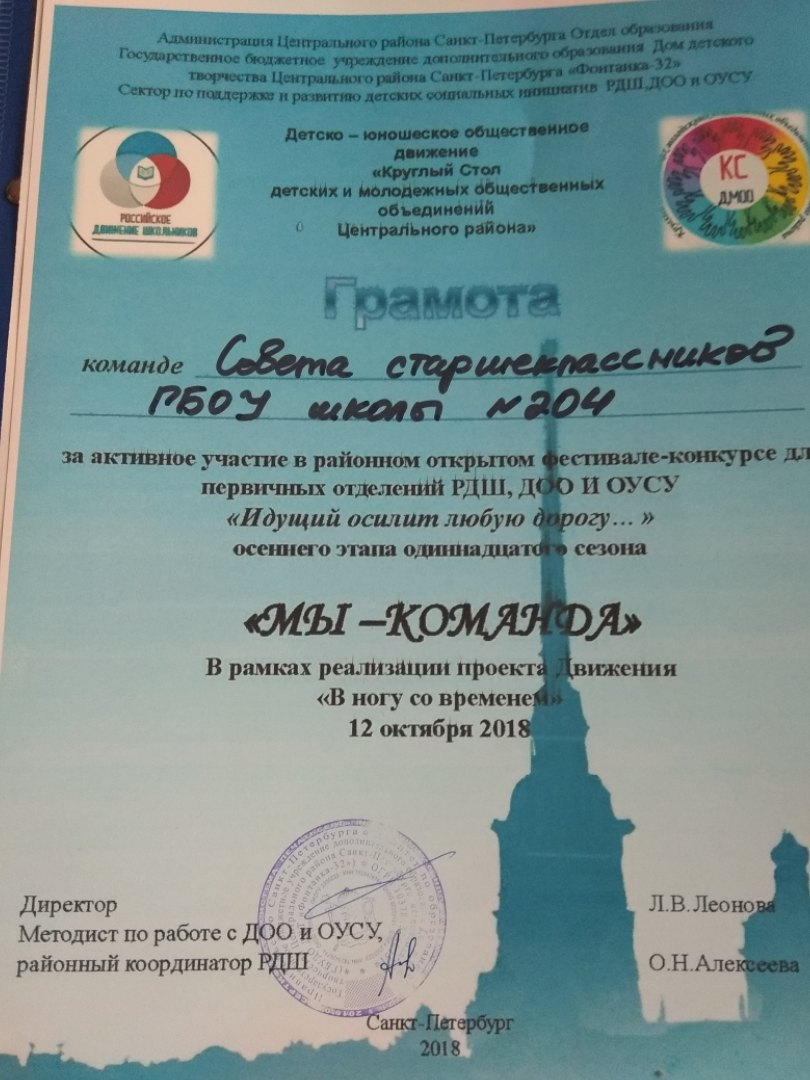 Администрация Центрального района Санкт-Петербурга Отдел образования
Государственное бюджетное учреждение дополнительного образования Дом детского
творчества Центрального района Санкт-Петербурга «Фонтанка-32»
Сектор по поддержке и развитию детских социальных инициатив РДШ,ДОО и ОУСУ
Детско – юношеское общественное
движение
«Круглый Стол
детских и молодежных общественных
объединений
Центрального района»
РОССИЙСКОЕ
ДВИЖЕНИЕ ШКОЛЬНИКОВ
КС
ДМОО
Грамота
команде Совета старшеклассников
ГБОУ школы №204
за активное участие в районном открытом фестивале-конкурсе дл
первичных отделений РДШ, ДОО И ОУСУ
«Идущий осилит любую дорогу... »
осеннего этапа одиннадцатого сезона
«МЫ –КОМАНДА»
В рамках реализации проекта Движения
«В ногу со временем»
12 октября 2018
Директор Л.В.Леонова
Методист по работе с ДОО и ОУСУ,
районный координатор РДШ О.Н.Алексеева
Санкт-Петербург
2018